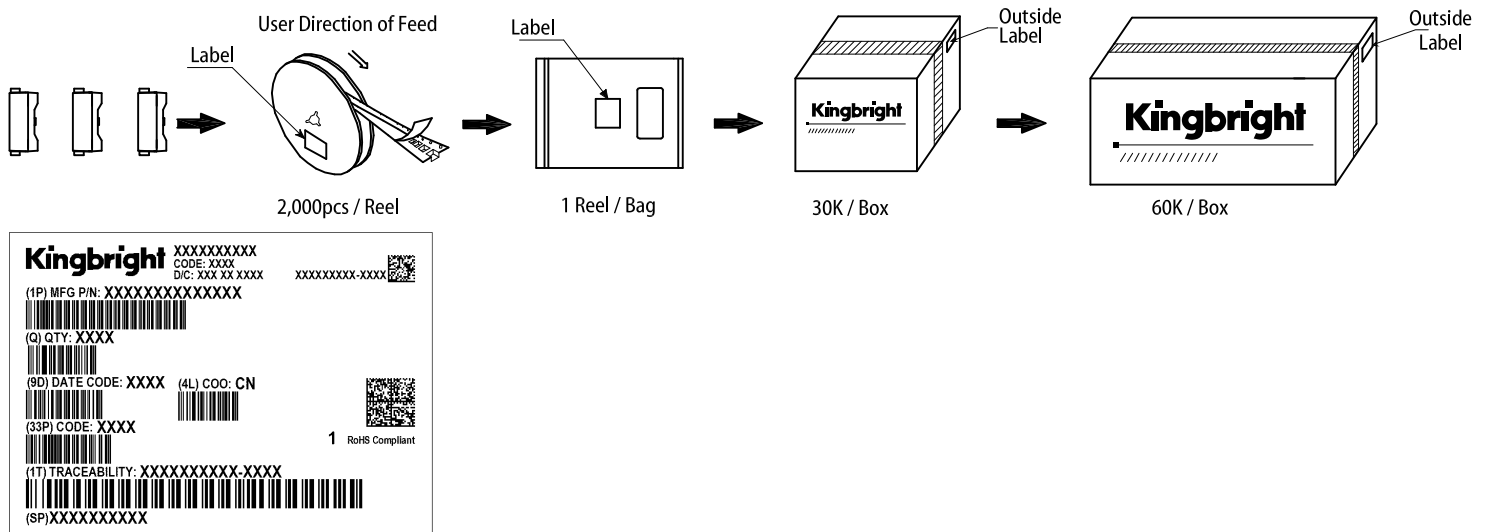 User Direction of Feed
Label
Label
Outside
Label
Outside
Label
Kingbright
Kingbright
2,000pcs / Reel
1 Reel / Bag
30K / Box
60K / Box
Kingbright
XXXXXXXXXX
CODE: XXXX
D/C: XXX XX XXXX
XXXXXXXXX-XXXX
(1P) MFG P/N: XXXXXXXXXXXXXX
(Q) QTY: XXXX
(9D) DATE CODE: XXXX
(4L) COO: CN
(33P) CODE: XXXX
1 RoHS Compliant
(1T) TRACEABILITY: XXXXXXXXXX-XXXX
(SP)XXXXXXXXXX